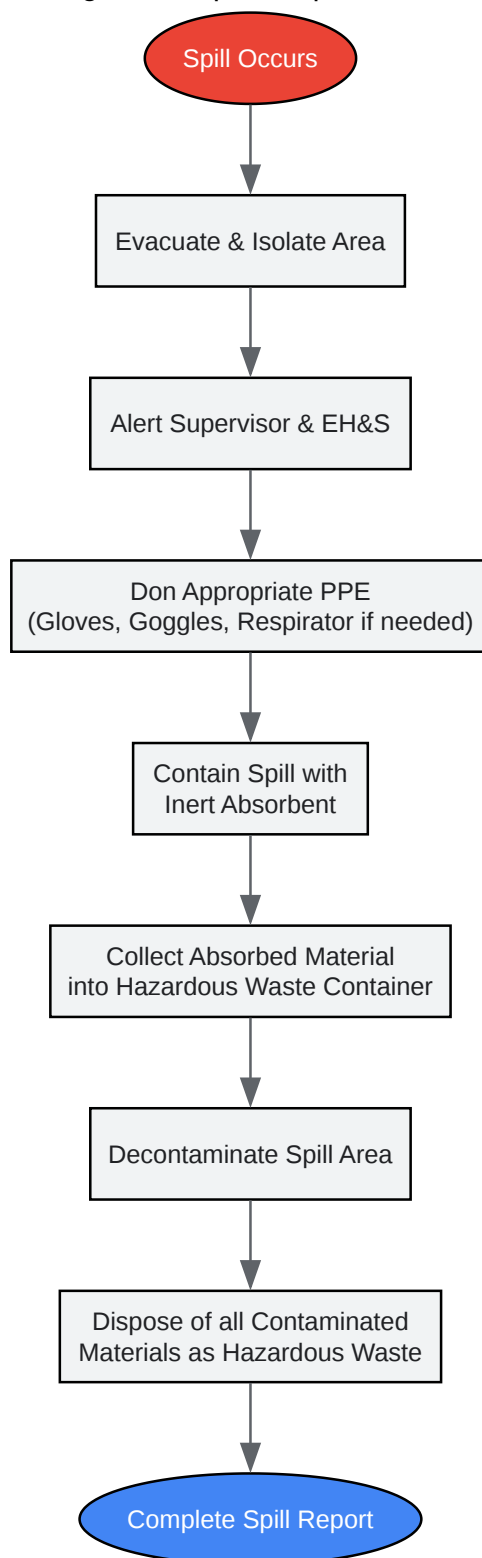 Spill Occurs
Evacuate & Isolate Area
Alert Supervisor & EH&S
Don Appropriate PPE
(Gloves, Goggles, Respirator if needed)
Contain Spill with
Inert Absorbent
Collect Absorbed Material
into Hazardous Waste Container
Decontaminate Spill Area
Dispose of all Contaminated
Materials as Hazardous Waste
Complete Spill Report